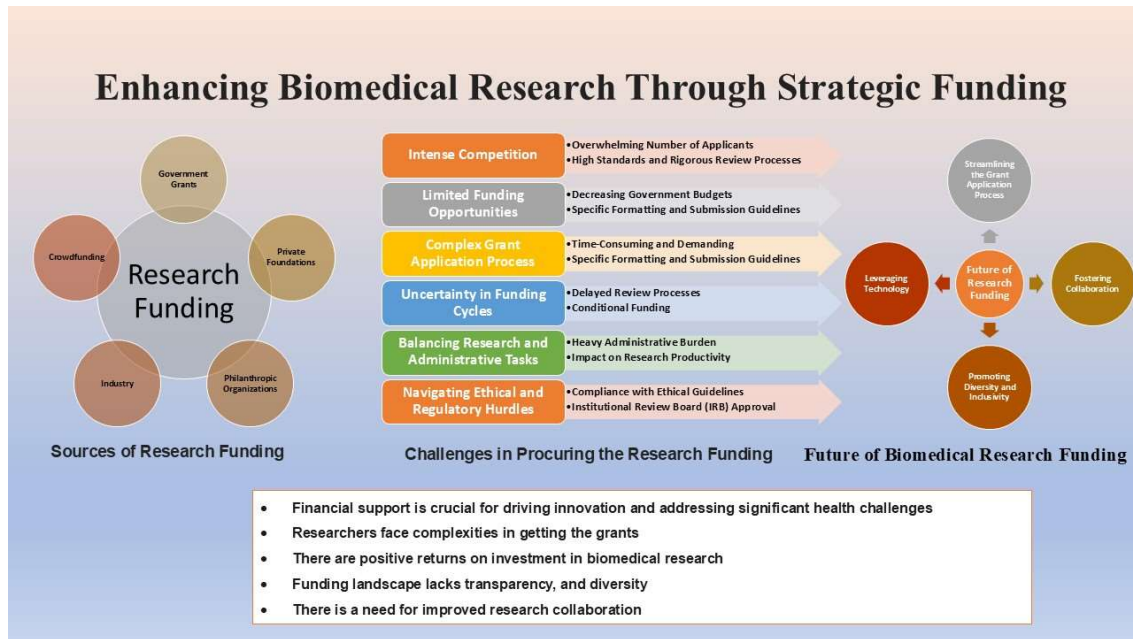 Enhancing Biomedical Research Through Strategic Funding
Government
Grants
Crowdfunding
Private
Foundations
Research
Funding
Industry
Philanthropic
Organizations
Sources of Research Funding
Intense Competition
•Overwhelming Number of Applicants
•High Standards and Rigorous Review Processes
Limited Funding
Opportunities
•Decreasing Government Budgets
•Specific Formatting and Submission Guidelines
Complex Grant
Application Process
•Time-Consuming and Demanding
•Specific Formatting and Submission Guidelines
Uncertainty in Funding
Cycles
•Delayed Review Processes
•Conditional Funding
Balancing Research and
Administrative Tasks
•Heavy Administrative Burden
•Impact on Research Productivity
Navigating Ethical and
Regulatory Hurdles
•Compliance with Ethical Guidelines
•Institutional Review Board (IRB) Approval
Challenges in Procuring the Research Funding
Streamlining
the Grant
Application
Process
Leveraging
Technology
Future of
Research
Funding
Fostering
Collaboration
Promoting
Diversity and
Inclusivity
Future of Biomedical Research Funding
• Financial support is crucial for driving innovation and addressing significant health challenges
• Researchers face complexities in getting the grants
• There are positive returns on investment in biomedical research
• Funding landscape lacks transparency, and diversity
• There is a need for improved research collaboration